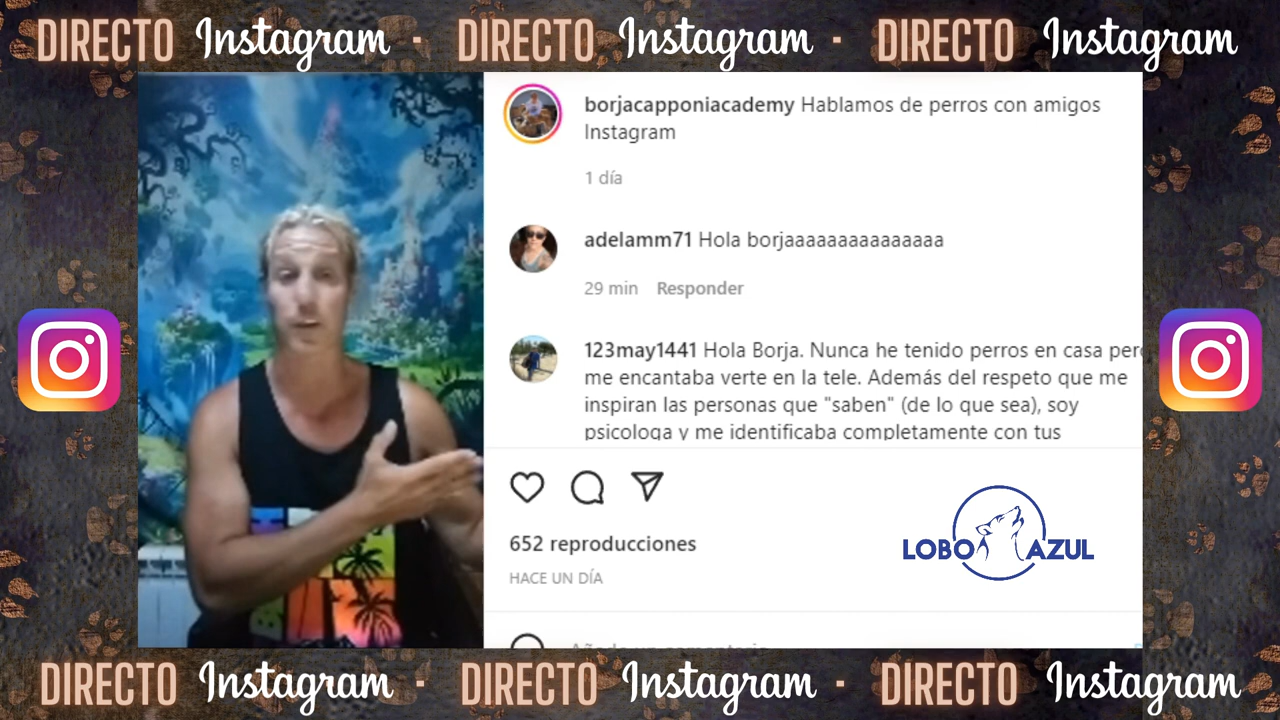 DIRECTO Instagram · DIRECTO Instagram · DIRECTO Instagram
borjacapponiacademy Hablamos de perros con amigos
Instagram
1 día
adelamm71 Hola borjaaaaaaaaaaaaaaa
29 min Responder
123may1441 Hola Borja. Nunca he tenido perros en casa pero
me encantaba verte en la tele. Además del respeto que me
inspiran las personas que "saben" (de lo que sea), soy
psicologa y me identificaba completamente con tus
652 reproducciones
HACE UN DÍA
LOBO AZUL
DIRECTO Instagram · DIRECTO Instagram · DIRECTO Instagram